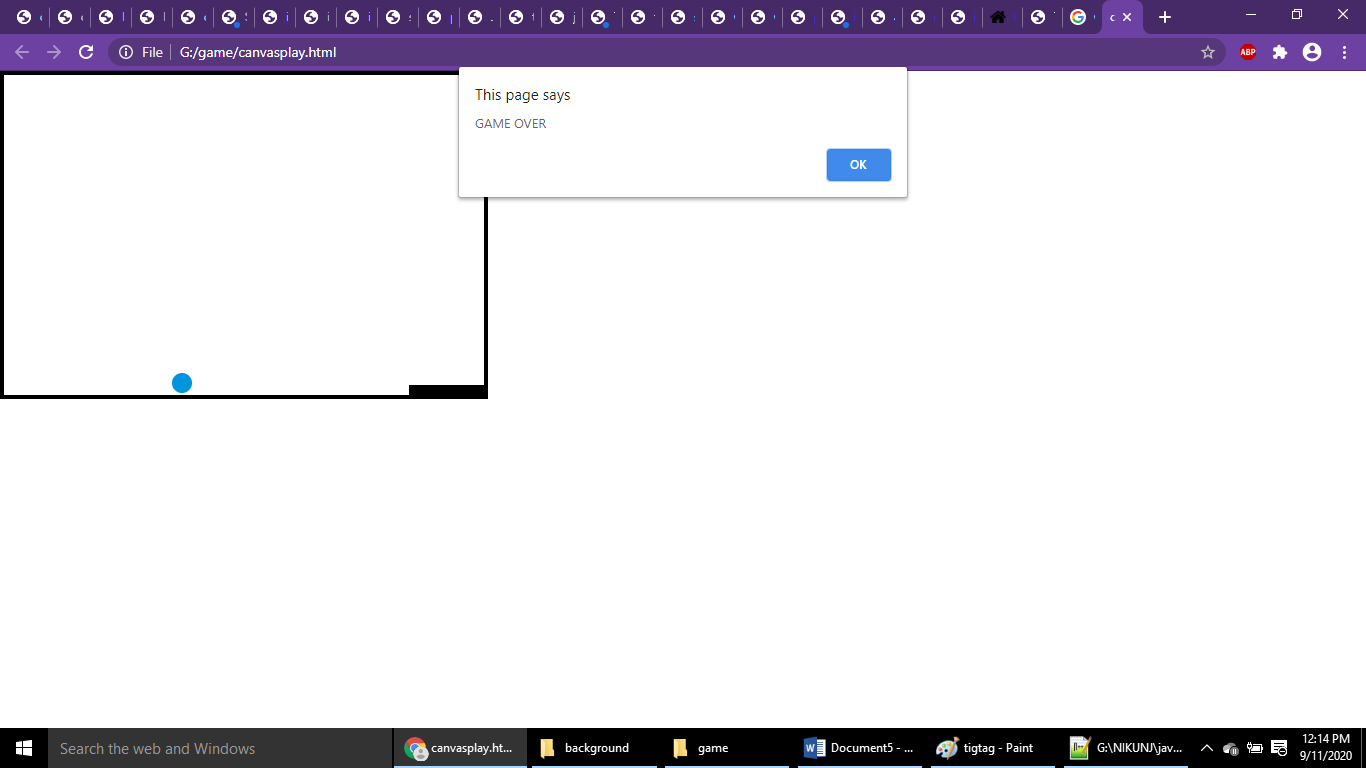 File
G:/game/canvasplay.html
This page says
GAME OVER
OK
Search the web and Windows
canvasplay.ht...
background
game
Document5 - ...
tigtag - Paint
G:\NIKUNJ\jav...
12:14 PM
9/11/2020
ABP